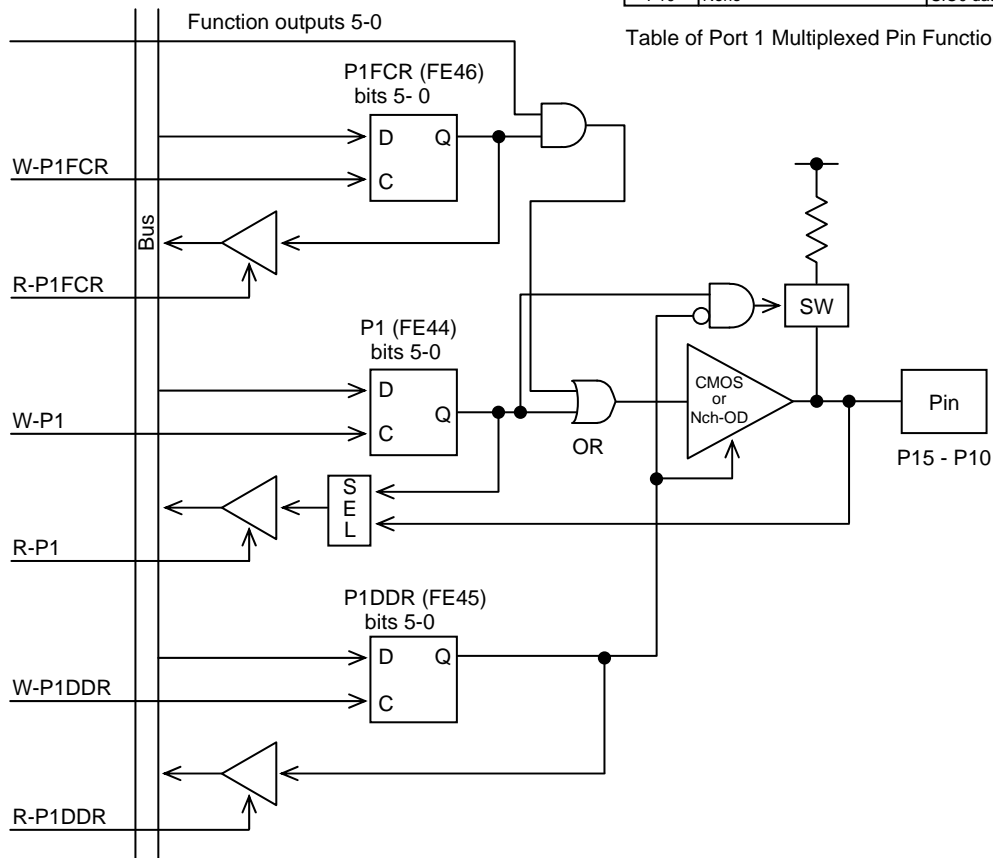 Function outputs 5-0
Table of Port 1 Multiplexed Pin Functio
P1FCR (FE46)
bits 5- 0
D Q
C
W-P1FCR
Bus
R-P1FCR
SW
P1 (FE44)
bits 5-0
D
Q
C
W-P1
CMOS
or
Nch-OD
OR
Pin
P15 - P10
S
E
L
R-P1
P1DDR (FE45)
bits 5-0
D Q
C
W-P1DDR
R-P1DDR